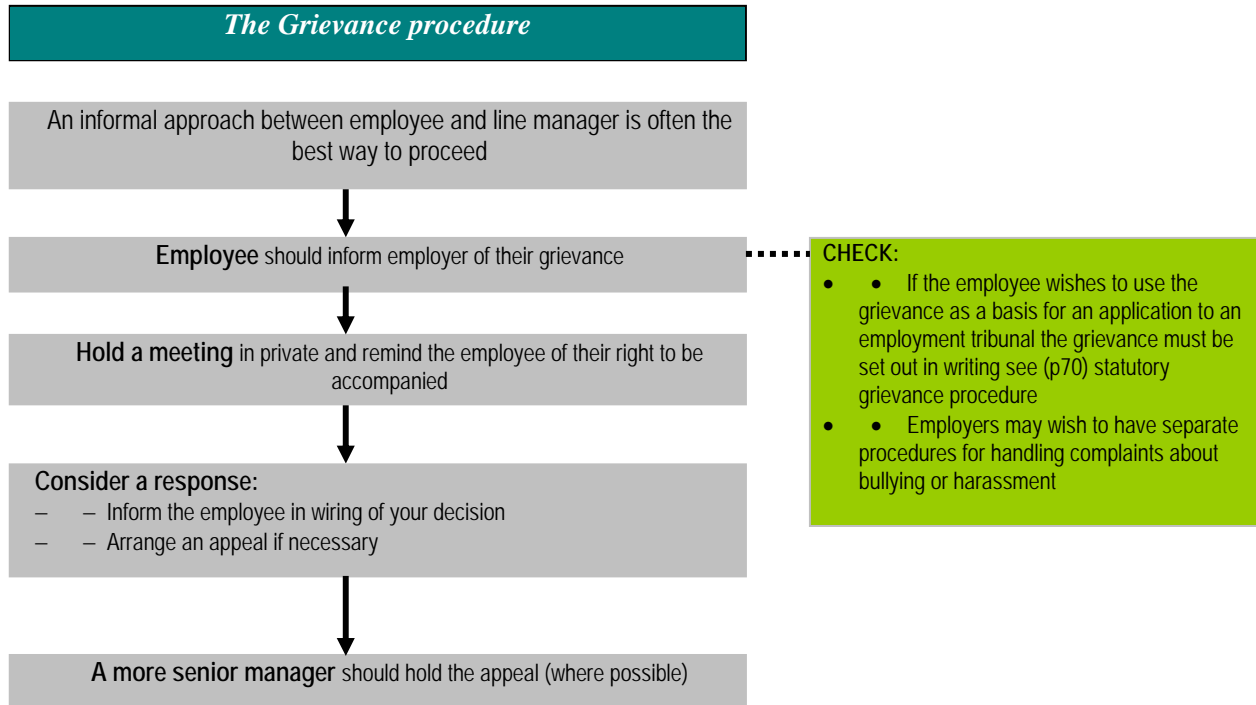 The Grievance procedure
An informal approach between employee and line manager is often the
best way to proceed
Employee should inform employer of their grievance
CHECK:
• • If the employee wishes to use the
grievance as a basis for an application to an
employment tribunal the grievance must be
set out in writing see (p70) statutory
grievance procedure
• • Employers may wish to have separate
procedures for handling complaints about
bullying or harassment
Hold a meeting in private and remind the employee of their right to be
accompanied
Consider a response:
– – Inform the employee in wiring of your decision
– – Arrange an appeal if necessary
A more senior manager should hold the appeal (where possible)